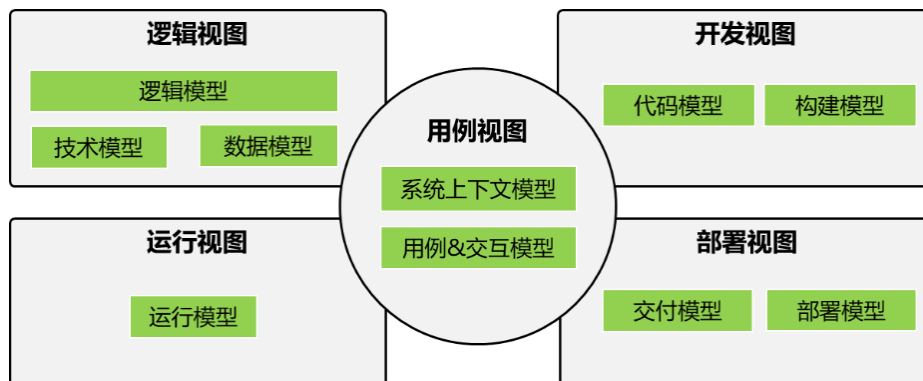 逻辑视图
逻辑模型
技术模型
数据模型
开发视图
代码模型
构建模型
用例视图
系统上下文模型
用例&交互模型
运行视图
运行模型
部署视图
交付模型
部署模型